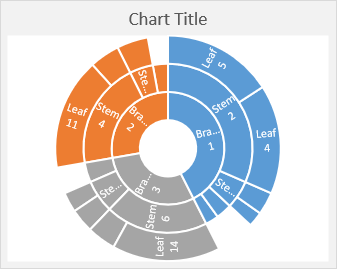 Chart Title
Leaf 5
Stem 2
Bra... 1
Leaf 4
Ste...
Bra... 2
Stem 4
Leaf 11
Ste...
Bra... 3
Ste...
Stem 6
Leaf 14